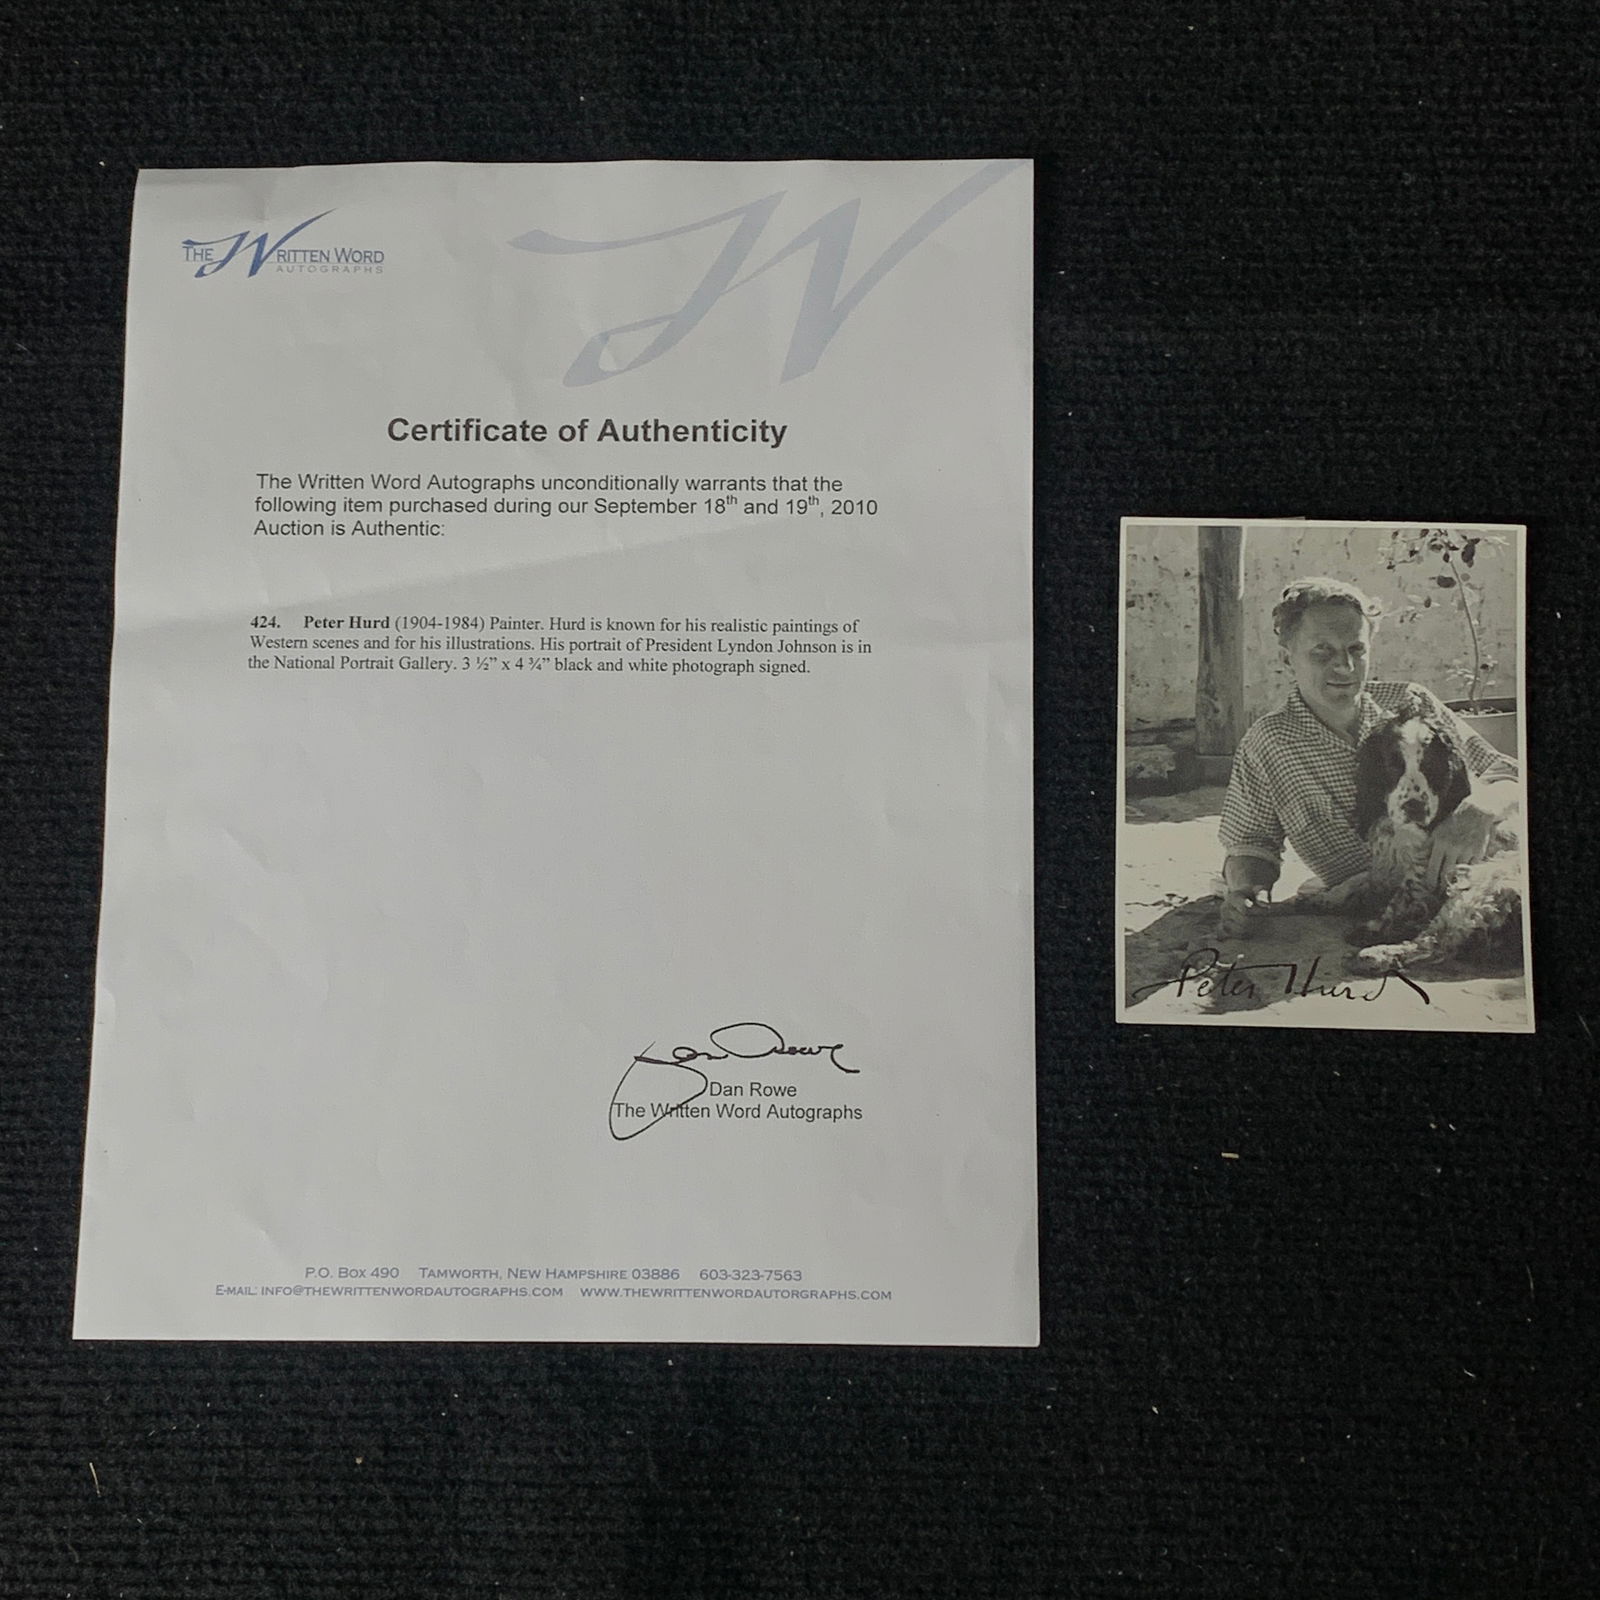 THE WRITTEN WORD
AUTOGRAPHS
Certificate of Authenticity
The Written Word Autographs unconditionally warrants that the
following item purchased during our September 18th and 19th, 2010
Auction is Authentic:
424. Peter Hurd (1904-1984) Painter. Hurd is known for his realistic paintings of
Western scenes and for his illustrations. His portrait of President Lyndon Johnson is in
the National Portrait Gallery. 3 ½” x 4 ¾” black and white photograph signed.
Dan Rowe
Dan Rowe
The Written Word Autographs
P.O. BOX 490 TAMWORTH, NEW HAMPSHIRE 03886 603-323-7563
E-MAIL: INFO@THEWRITTENWORDAUTOGRAPHS.COM WWW.THEWRITTENWORDAUTORGRAPHS.COM
Peter Hurd